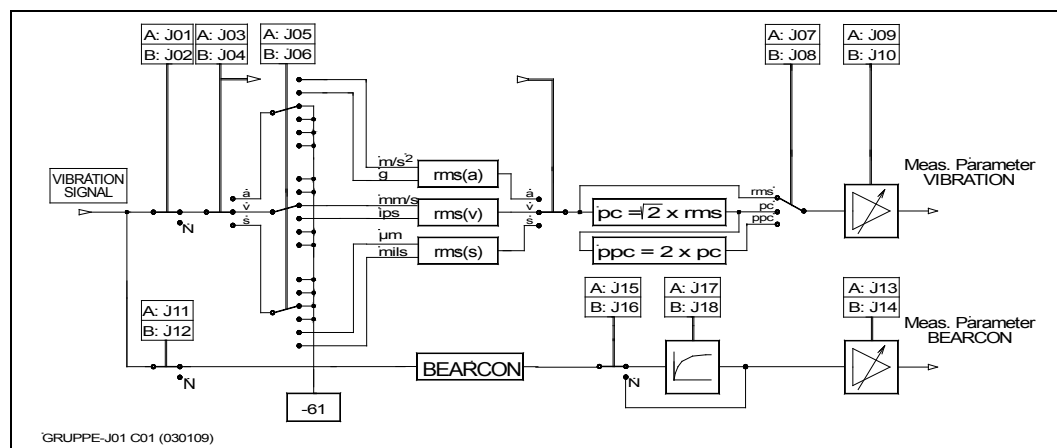 A: J01
B: J02
A: J03
B: J04
A: J05
B: J06
A: J07
B: J08
A: J09
B: J10
VIBRATION
SIGNAL
a
v
s
N
m/s²
g
rms(a)
mm/s
ips
rms(v)
µm
mils
rms(s)
a
v
s
pc = √2 x rms
ppc = 2 x pc
rms
pc
ppc
Meas. Parameter
VIBRATION
A: J11
B: J12
N
BEARCON
A: J15
B: J16
N
A: J17
B: J18
A: J13
B: J14
Meas. Parameter
BEARCON
-61
GRUPPE-J01 C01 (030109)